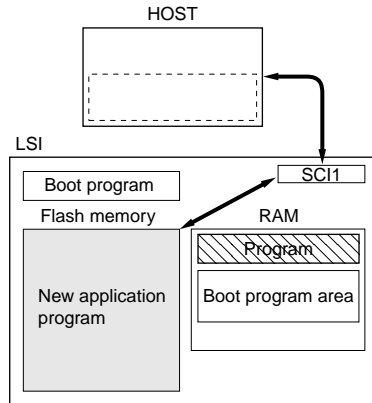 HOST
LSI
SCI1
Boot program
Flash memory
RAM
Program
New application
program
Boot program area